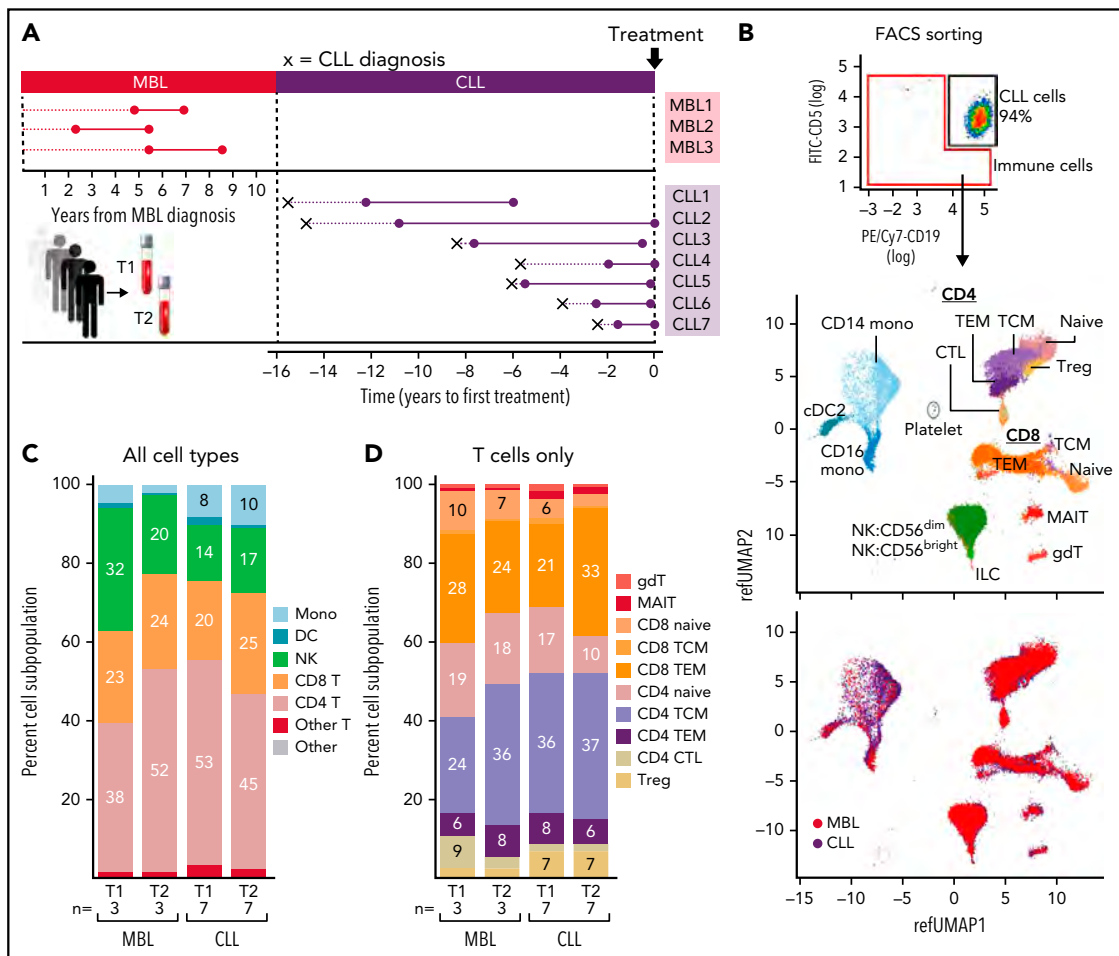 A
x = CLL diagnosis
Treatment
MBL
CLL
MBL1
MBL2
MBL3
1 2 3 4 5 6 7 8 9 10
Years from MBL diagnosis
T1
T2
CLL1
CLL2
CLL3
CLL4
CLL5
CLL6
CLL7
−16 −14 −12 −10 −8 −6 −4 −2 0
Time (years to first treatment)
B
FACS sorting
5
4
3
2
1
FITC-CD5 (log)
CLL cells
94%
Immune cells
−3 −2 3 4 5
PE/Cy7-CD19
(log)
CD4
CD14 mono
TEM
TCM
Naive
CTL
Treg
cDC2
CD16
mono
Platelet
CD8
TCM
TEM
Naive
MAIT
NK:CD56dim
NK:CD56bright
gdT
ILC
10
5
0
−5
10
refUMAP2
5
0
−5
−10
MBL
CLL
−15 −10 −5 0 5 10
refUMAP1
C
All cell types
Percent cell subpopulation
100
80
60
40
20
32
23
38
20
24
52
8
14
20
53
10
17
25
45
Mono
DC
NK
CD8 T
CD4 T
Other T
Other
T1 T2 T1 T2
n= 3 3 7 7
MBL CLL
D
T cells only
Percent cell subpopulation
100
80
60
40
20
10
28
19
24
6
9
7
24
18
36
8
6
21
17
36
8
7
33
10
37
6
7
gdT
MAIT
CD8 naive
CD8 TCM
CD8 TEM
CD4 naive
CD4 TCM
CD4 TEM
CD4 CTL
Treg
T1 T2 T1 T2
n= 3 3 7 7
MBL CLL